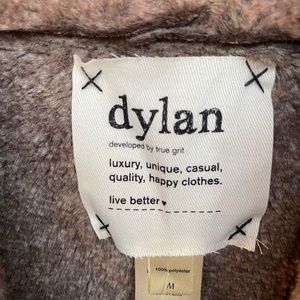 dylan
developed by true grit
luxury, unique, casual,
quality, happy clothes.
live better ♥
100% polyester
M